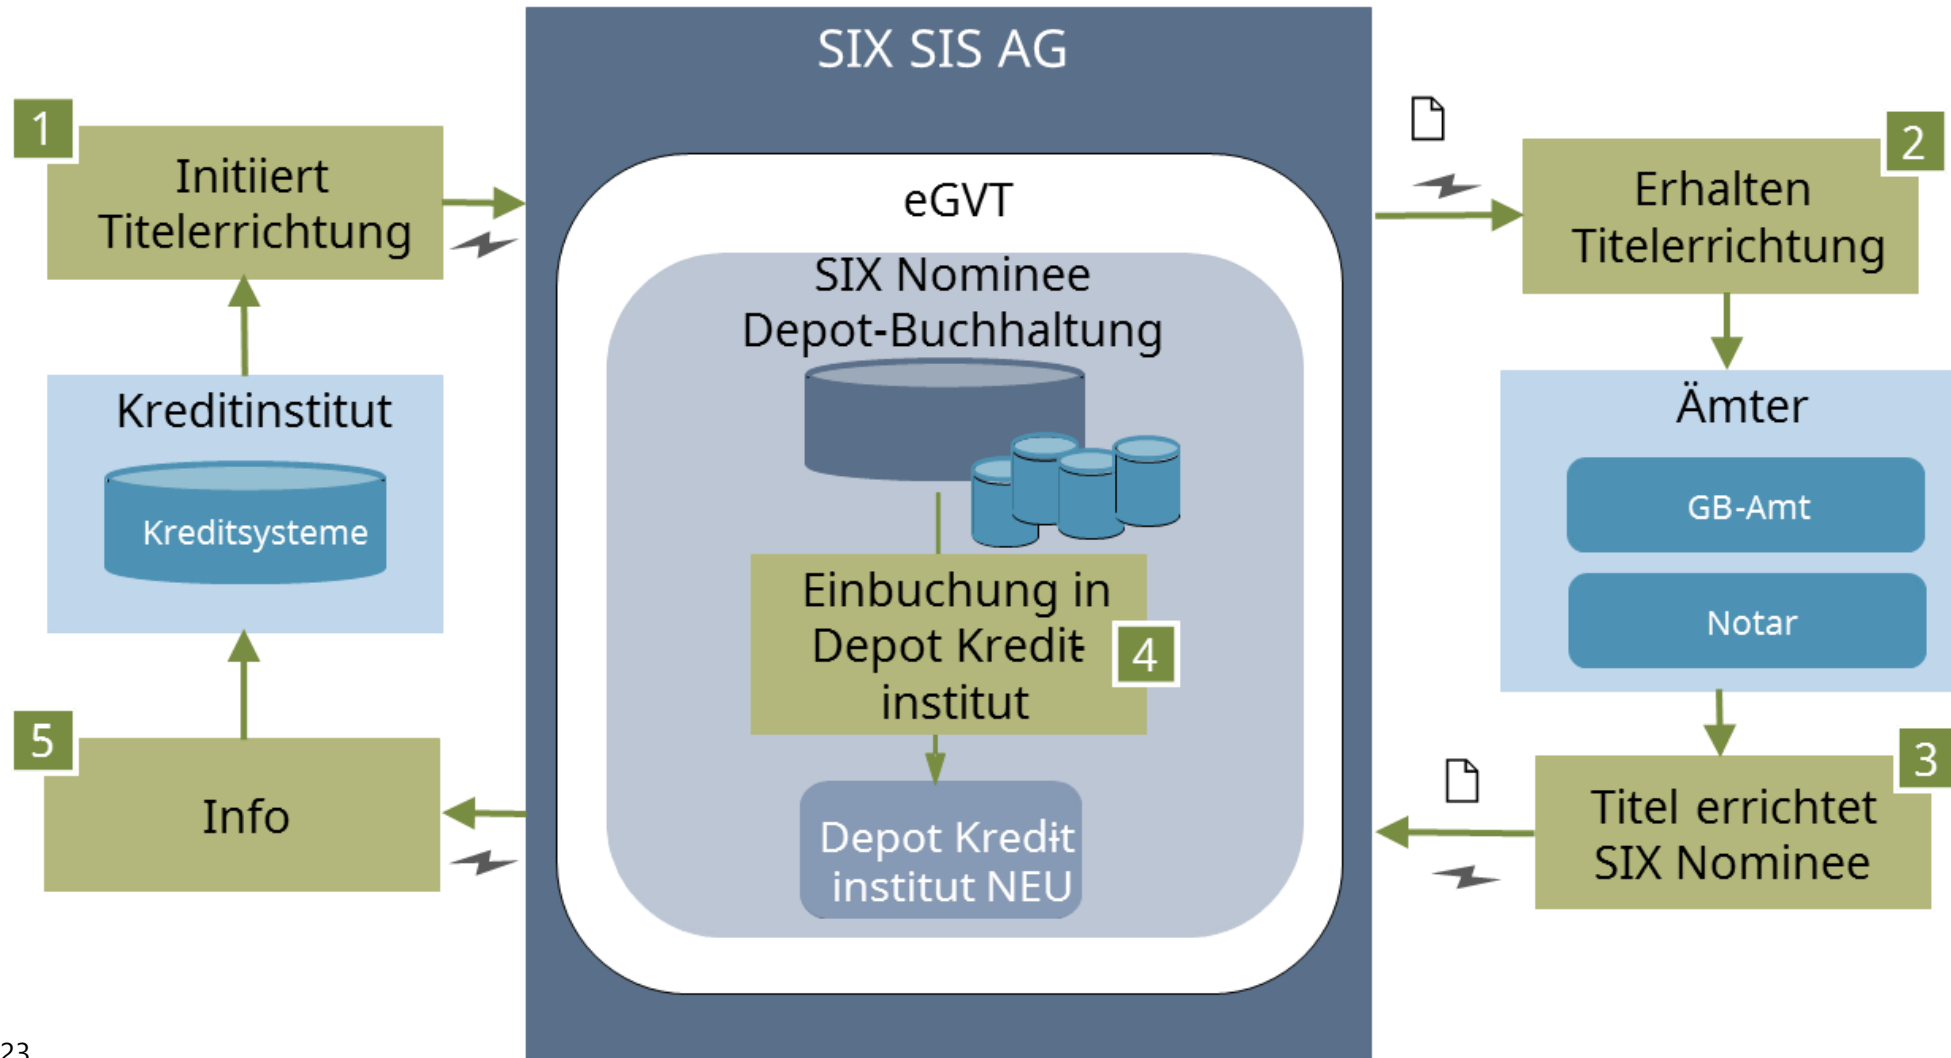 SIX SIS AG
1
Initiiert
Titelerrichtung
Kreditinstitut
Kreditsysteme
5
Info
eGVT
SIX Nominee
Depot-Buchhaltung
Einbuchung in
Depot Kredit-
institut
4
Depot Kredit-
institut NEU
2
Erhalten
Titelerrichtung
Ämter
GB-Amt
Notar
3
Titel errichtet
SIX Nominee
23